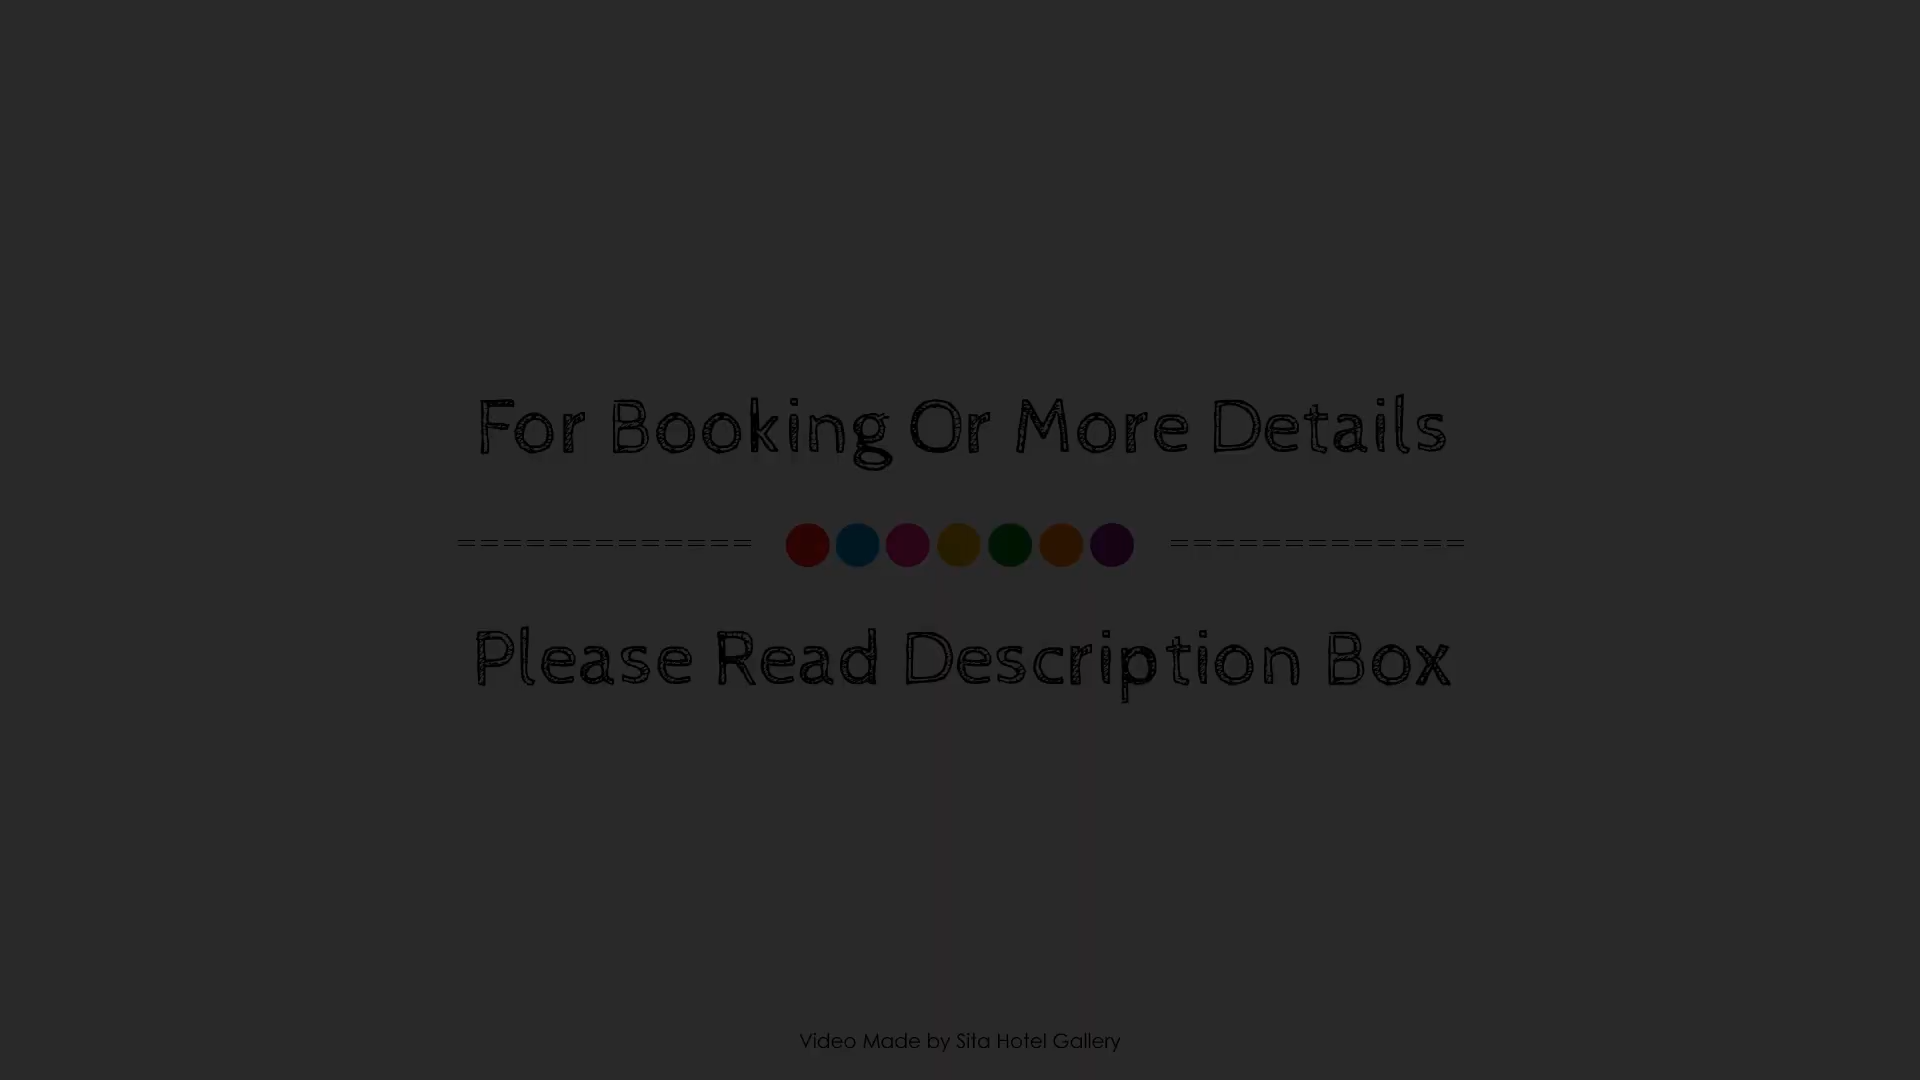 For Booking Or More Details
============= =============
Please Read Description Box
Video Made by Sita Hotel Gallery